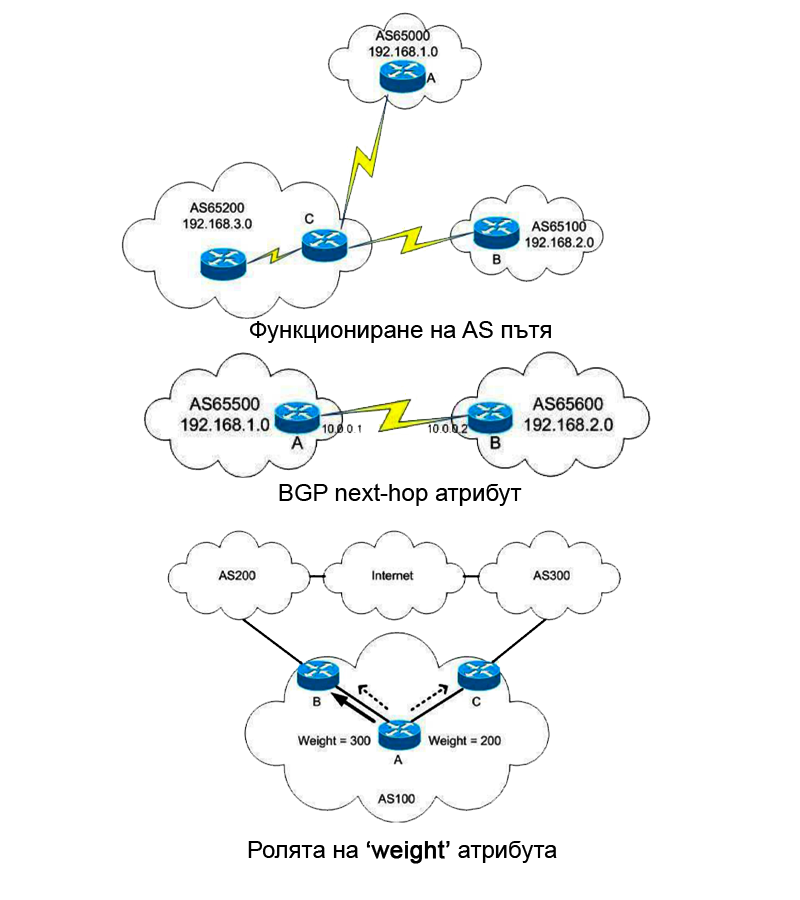 AS65000
192.168.1.0
A
AS65200
192.168.3.0
C
AS65100
192.168.2.0
B
Функциониране на AS пътя
AS65500
192.168.1.0
A
10.0.0.1
10.0.0.2
AS65600
192.168.2.0
B
BGP next-hop атрибут
AS200
Internet
AS300
B
C
Weight = 300
A
Weight = 200
AS100
Ролята на ‘weight’ атрибута